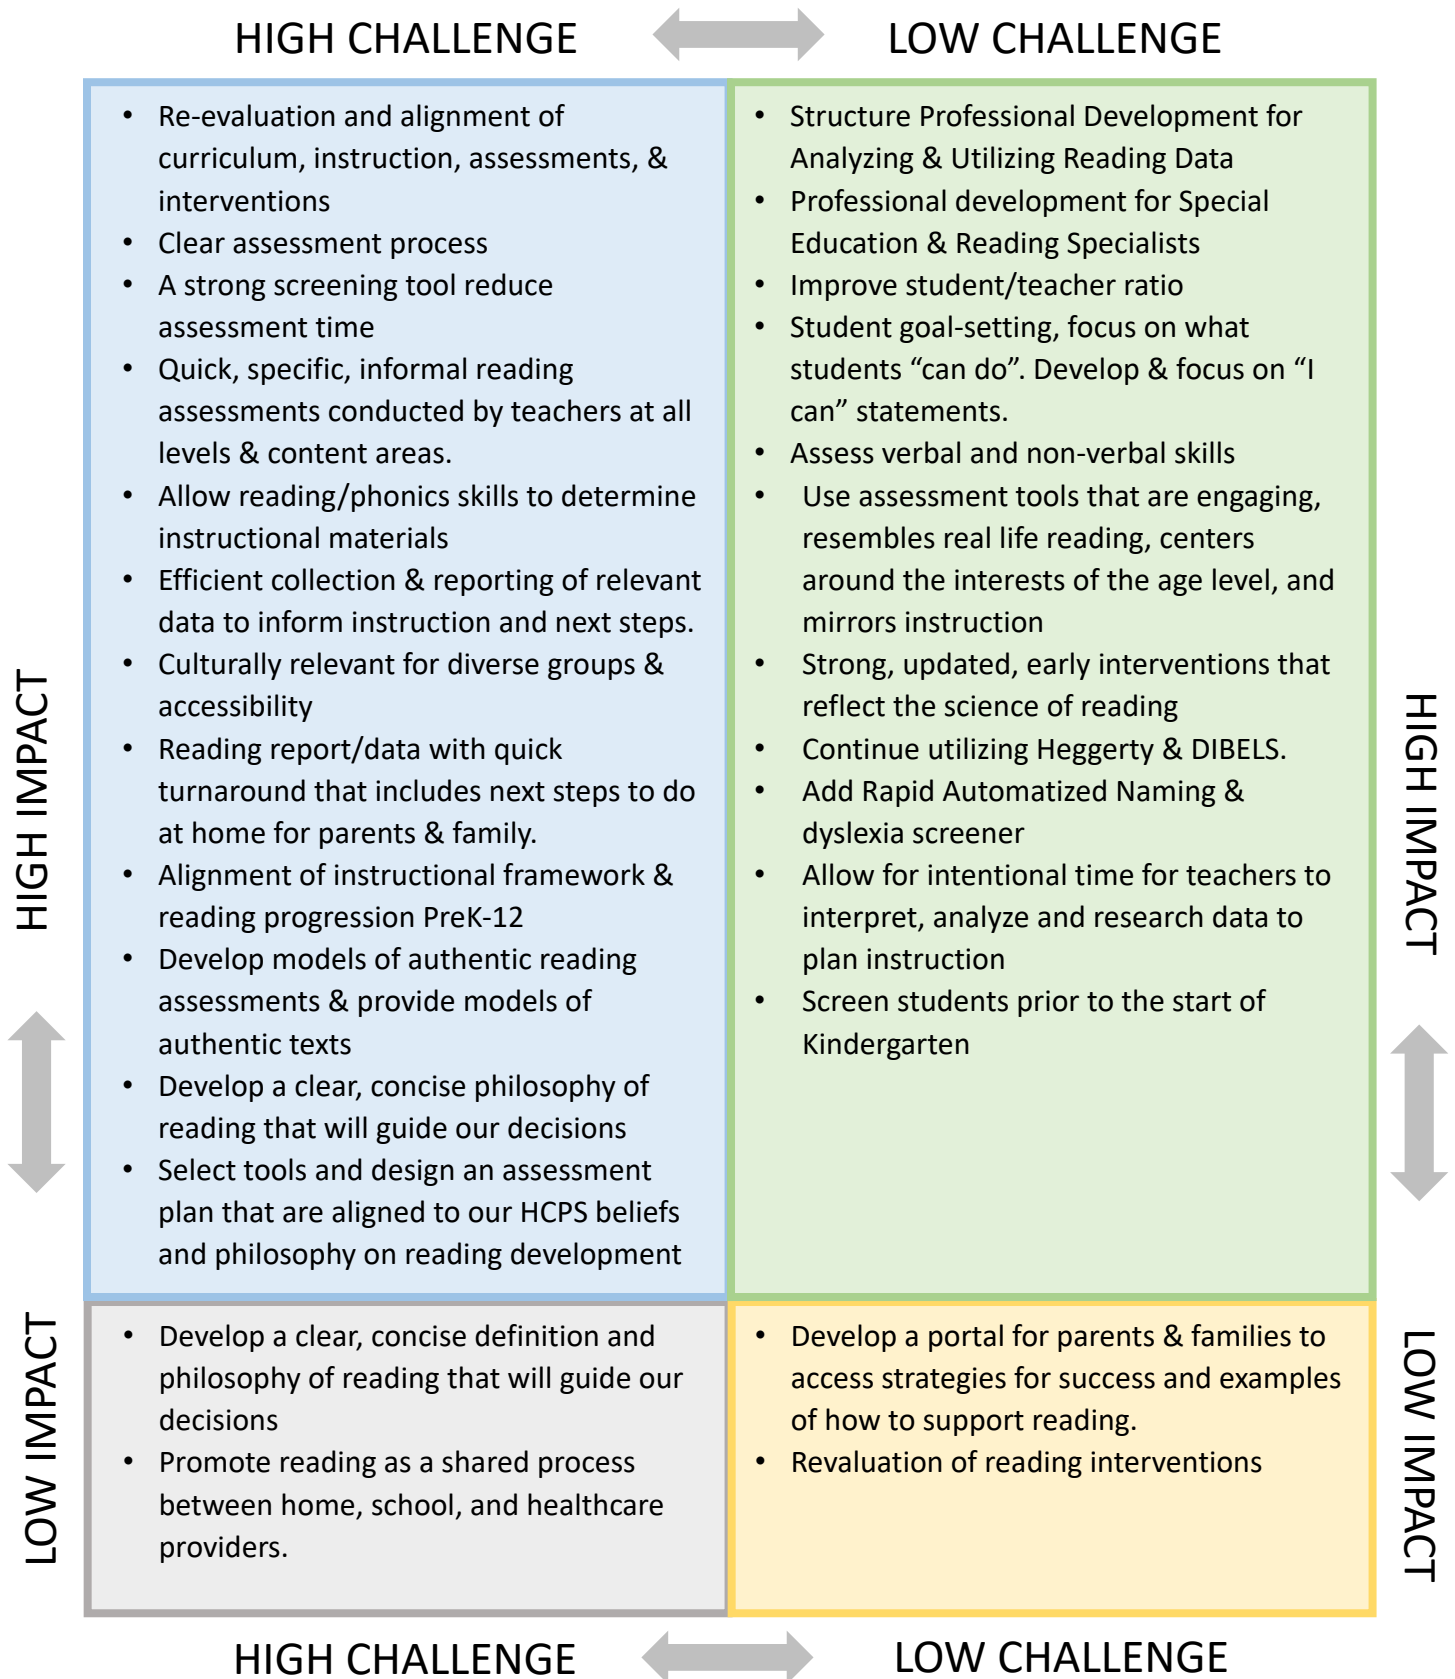 HIGH CHALLENGE
LOW CHALLENGE
• Re-evaluation and alignment of
curriculum, instruction, assessments, &
interventions
• Clear assessment process
• A strong screening tool reduce
assessment time
• Quick, specific, informal reading
assessments conducted by teachers at all
levels & content areas.
• Allow reading/phonics skills to determine
instructional materials
• Efficient collection & reporting of relevant
data to inform instruction and next steps.
• Culturally relevant for diverse groups &
accessibility
• Reading report/data with quick
turnaround that includes next steps to do
at home for parents & family.
• Alignment of instructional framework &
reading progression PreK-12
• Develop models of authentic reading
assessments & provide models of
authentic texts
• Develop a clear, concise philosophy of
reading that will guide our decisions
• Select tools and design an assessment
plan that are aligned to our HCPS beliefs
and philosophy on reading development
• Structure Professional Development for
Analyzing & Utilizing Reading Data
• Professional development for Special
Education & Reading Specialists
• Improve student/teacher ratio
• Student goal-setting, focus on what
students “can do”. Develop & focus on “I
can” statements.
• Assess verbal and non-verbal skills
• Use assessment tools that are engaging,
resembles real life reading, centers
around the interests of the age level, and
mirrors instruction
• Strong, updated, early interventions that
reflect the science of reading
• Continue utilizing Heggerty & DIBELS.
• Add Rapid Automatized Naming &
dyslexia screener
• Allow for intentional time for teachers to
interpret, analyze and research data to
plan instruction
• Screen students prior to the start of
Kindergarten
HIGH IMPACT
HIGH IMPACT
• Develop a clear, concise definition and
philosophy of reading that will guide our
decisions
• Promote reading as a shared process
between home, school, and healthcare
providers.
• Develop a portal for parents & families to
access strategies for success and examples
of how to support reading.
• Revaluation of reading interventions
LOW IMPACT
LOW IMPACT
HIGH CHALLENGE
LOW CHALLENGE